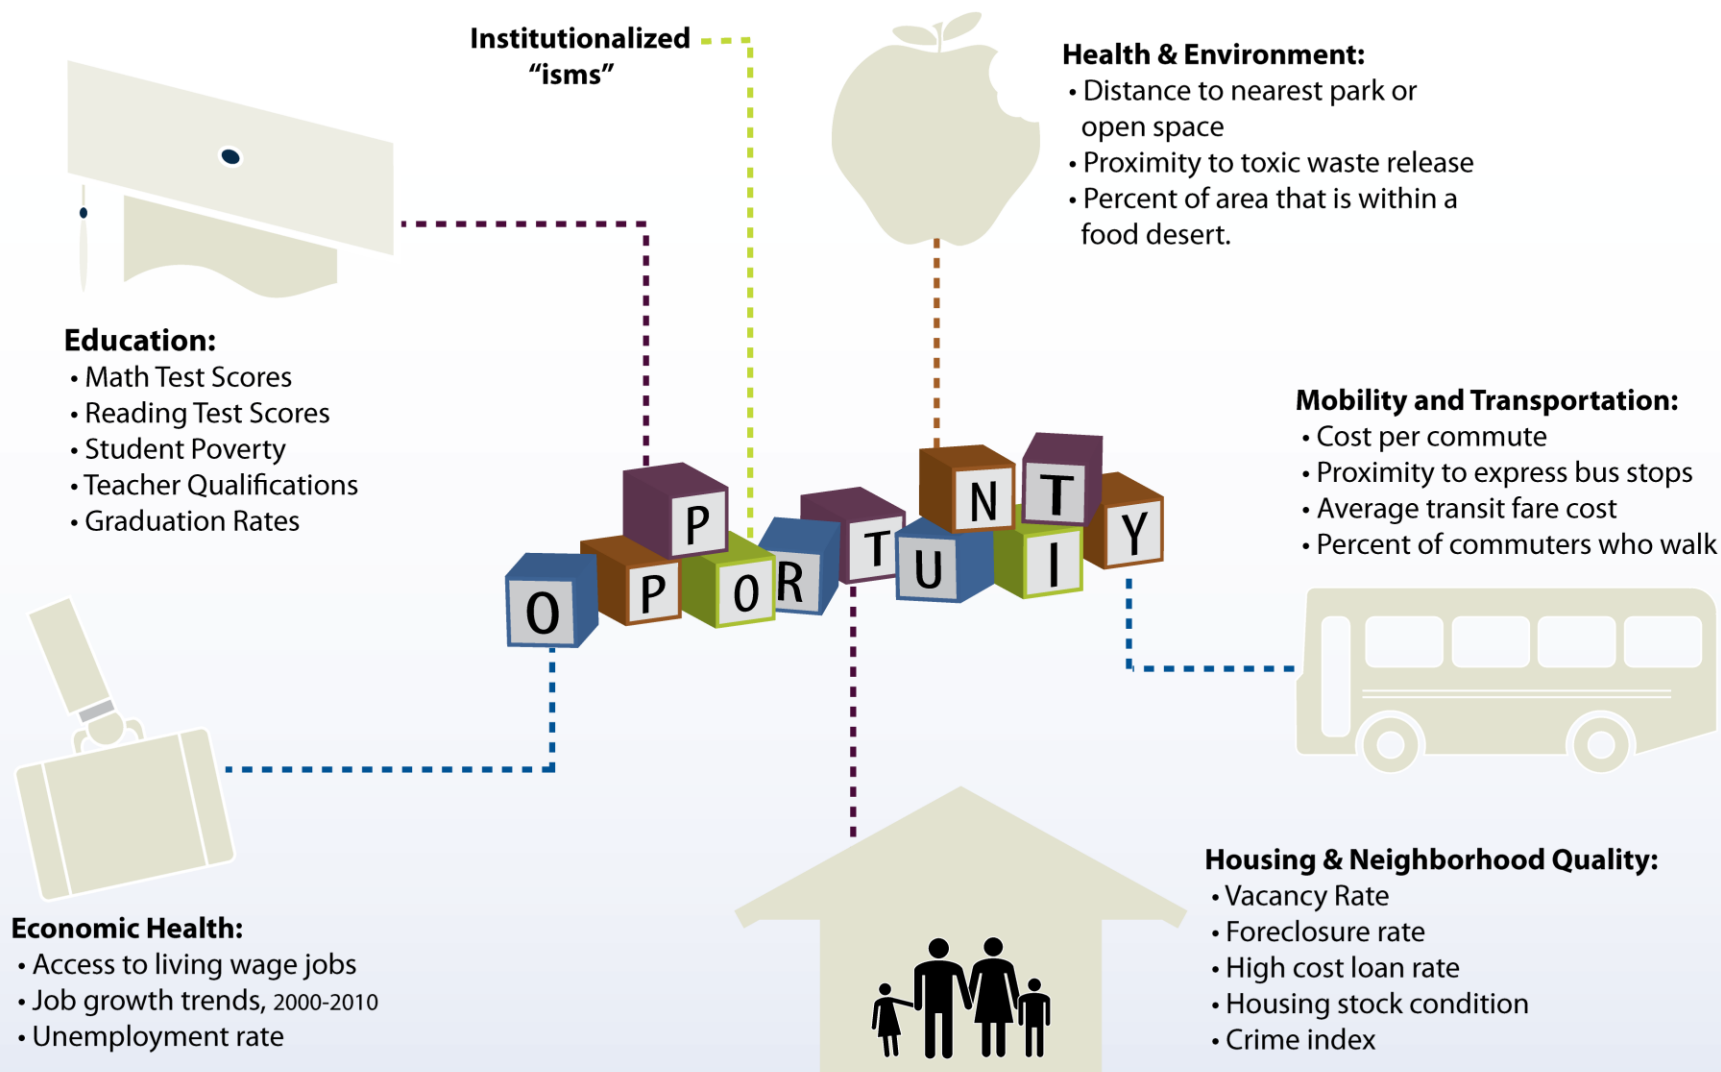 Institutionalized
“isms”
Health & Environment:
• Distance to nearest park or
open space
• Proximity to toxic waste release
• Percent of area that is within a
food desert.
Education:
• Math Test Scores
• Reading Test Scores
• Student Poverty
• Teacher Qualifications
• Graduation Rates
Mobility and Transportation:
• Cost per commute
• Proximity to express bus stops
• Average transit fare cost
• Percent of commuters who walk
OPPORTUNITY
Economic Health:
• Access to living wage jobs
• Job growth trends, 2000-2010
• Unemployment rate
Housing & Neighborhood Quality:
• Vacancy Rate
• Foreclosure rate
• High cost loan rate
• Housing stock condition
• Crime index